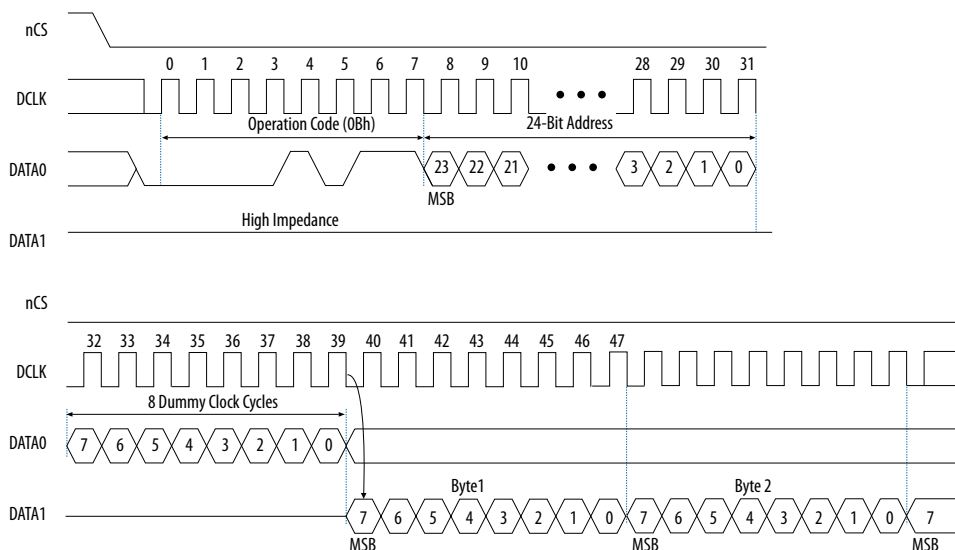 nCS
0 1 2 3 4 5 6 7 8 9 10 28 29 30 31
DCLK
Operation Code (0Bh) 24-Bit Address
DATA0 23 22 21 3 2 1 0
MSB
High Impedance
DATA1
nCS
32 33 34 35 36 37 38 39 40 41 42 43 44 45 46 47
DCLK
8 Dummy Clock Cycles
DATA0 7 6 5 4 3 2 1 0
Byte1 Byte 2
DATA1 7 6 5 4 3 2 1 0 7 6 5 4 3 2 1 0 7
MSB MSB MSB